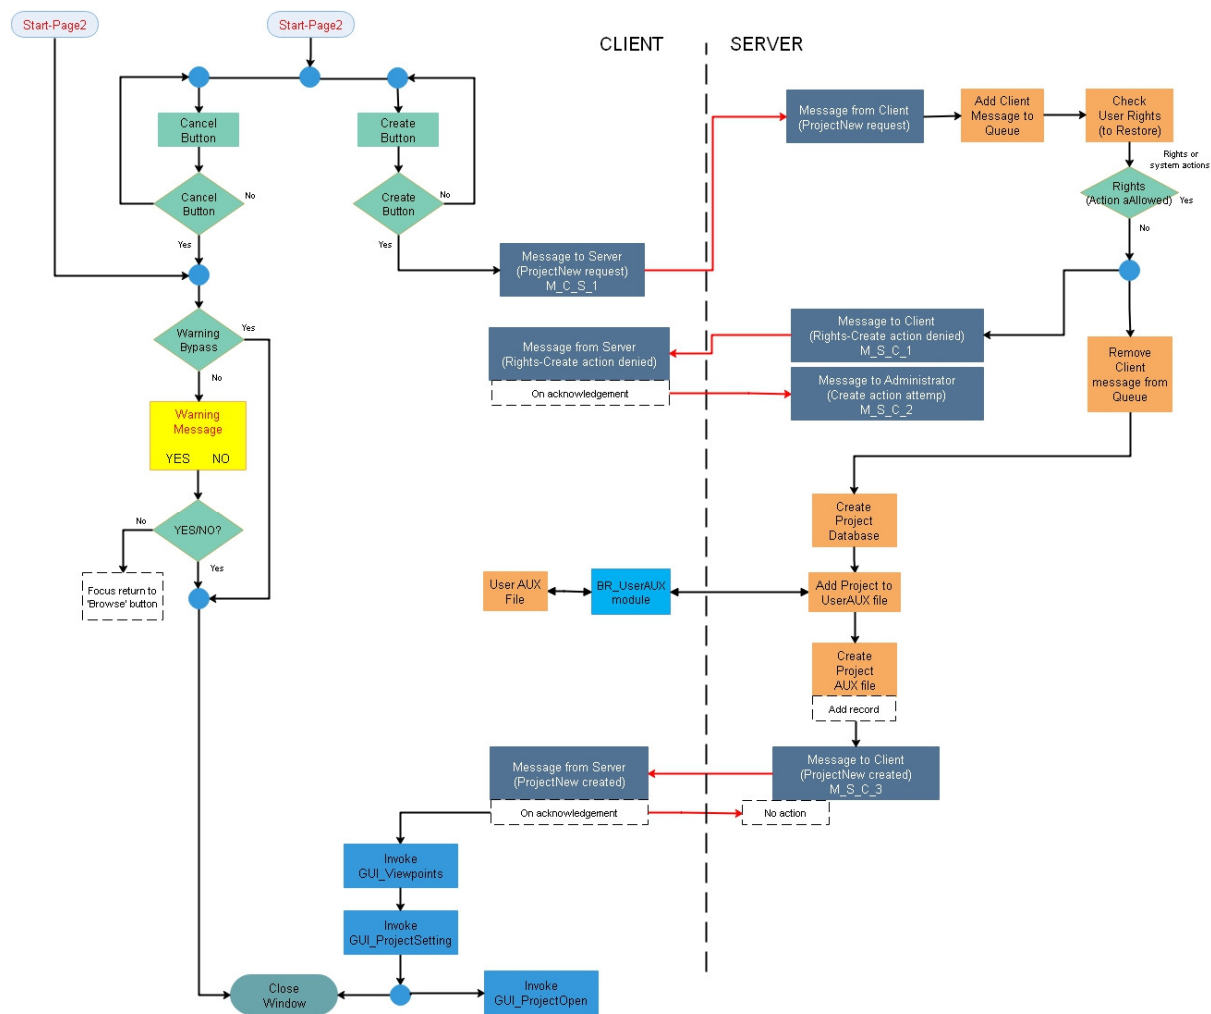 Start-Page2
Start-Page2
CLIENT
SERVER
Cancel
Button
Create
Button
Message from Client
(ProjectNew request)
Add Client
Message to
Queue
Check
User Rights
(to Restore)
Rights or
system actions
Cancel
Button
No
Create
Button
No
Rights
(Action aAllowed)
Yes
Yes
Yes
No
Message to Server
(ProjectNew request)
M_C_S_1
Warning
Bypass
Yes
No
Message from Server
(Rights-Create action denied)
On acknowledgement
Message to Client
(Rights-Create action denied)
M_S_C_1
Message to Administrator
(Create action attemp)
M_S_C_2
Remove
Client
message from
Queue
Warning
Message
YES NO
YES/NO?
No
Yes
Focus return to
'Browse' button
Create
Project
Database
User AUX
File
BR_UserAUX
module
Add Project to
UserAUX file
Create
Project
AUX file
Add record
Message from Server
(ProjectNew created)
On acknowledgement
Message to Client
(ProjectNew created)
M_S_C_3
No action
Invoke
GUI_Viewpoints
Invoke
GUI_ProjectSetting
Close
Window
Invoke
GUI_ProjectOpen